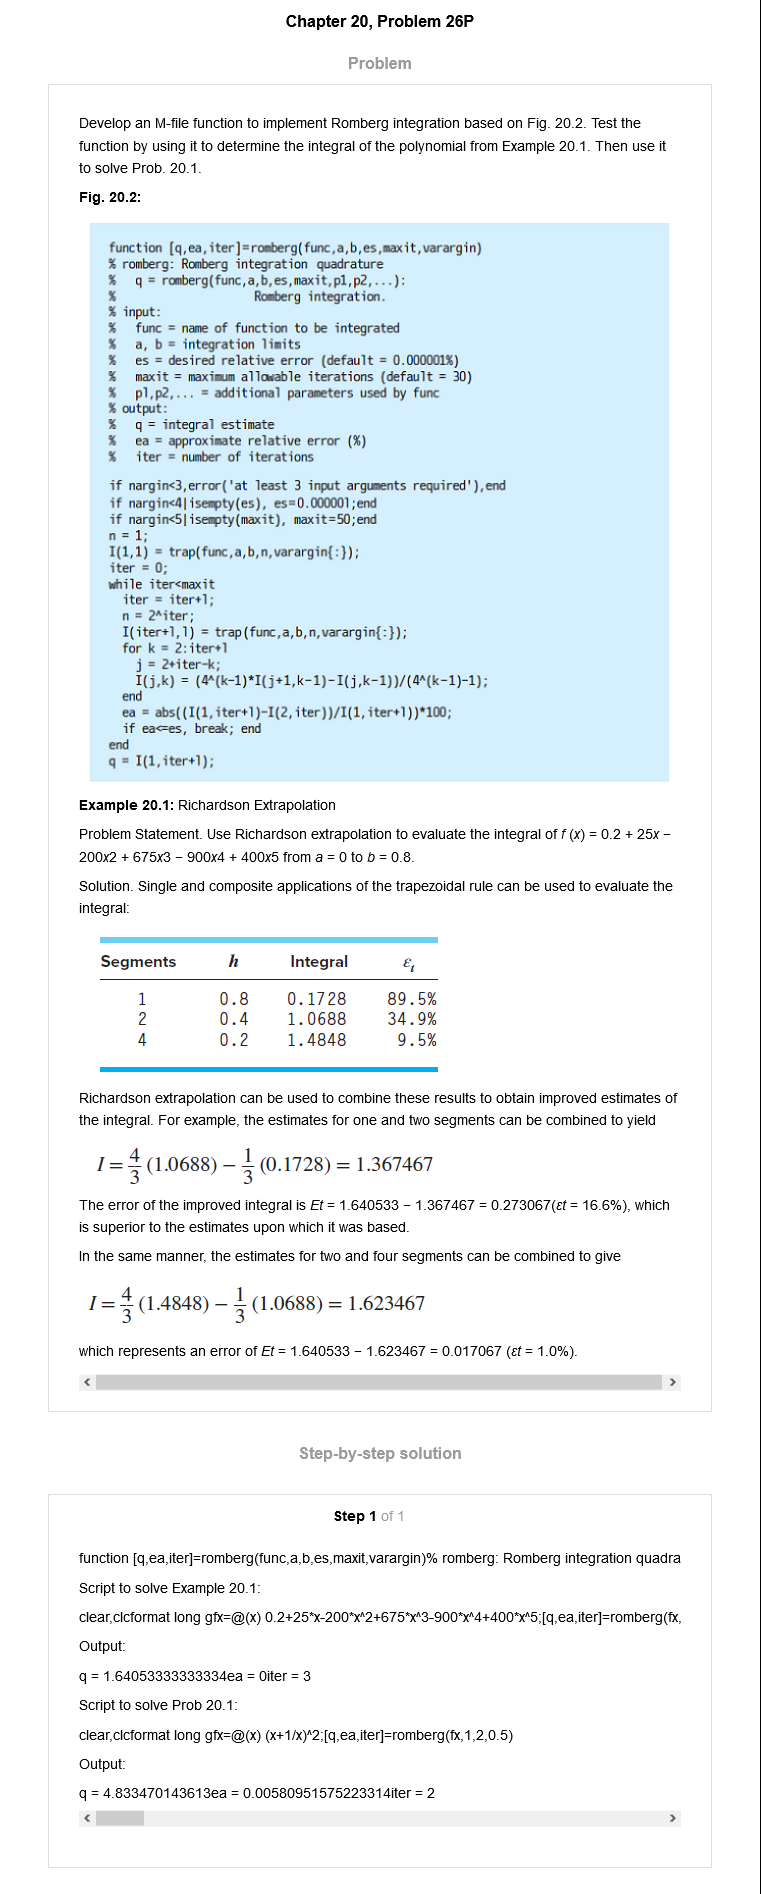 Chapter 20, Problem 26P
Problem
Develop an M-file function to implement Romberg integration based on Fig. 20.2. Test the
function by using it to determine the integral of the polynomial from Example 20.1. Then use it
to solve Prob. 20.1.
Fig. 20.2:
function [q,ea,iter]=romberg(func,a,b,es,maxit,varargin)
% romberg: Romberg integration quadrature
%   q = romberg(func,a,b,es,maxit,p1,p2,...):
%                     Romberg integration.
% input:
%   func = name of function to be integrated
%   a, b = integration limits
%   es = desired relative error (default = 0.000001%)
%   maxit = maximum allowable iterations (default = 30)
%   p1,p2,... = additional parameters used by func
% output:
%   q = integral estimate
%   ea = approximate relative error (%)
%   iter = number of iterations
if nargin<3,error('at least 3 input arguments required'),end
if nargin<4|isempty(es), es=0.000001;end
if nargin<5|isempty(maxit), maxit=50;end
n = 1;
I(1,1) = trap(func,a,b,n,varargin{:});
iter = 0;
while iter<maxit
  iter = iter+1;
  n = 2^iter;
  I(iter+1,1) = trap(func,a,b,n,varargin{:});
  for k = 2:iter+1
    j = 2+iter-k;
    I(j,k) = (4^(k-1)*I(j+1,k-1)-I(j,k-1))/(4^(k-1)-1);
  end
  ea = abs((I(1,iter+1)-I(2,iter))/I(1,iter+1))*100;
  if ea<=es, break; end
end
q = I(1,iter+1);
Example 20.1: Richardson Extrapolation
Problem Statement. Use Richardson extrapolation to evaluate the integral of f (x) = 0.2 + 25x −
200x2 + 675x3 − 900x4 + 400x5 from a = 0 to b = 0.8.
Solution. Single and composite applications of the trapezoidal rule can be used to evaluate the
integral:
Segments h Integral εt
1 0.8 0.1728 89.5%
2 0.4 1.0688 34.9%
4 0.2 1.4848 9.5%
Richardson extrapolation can be used to combine these results to obtain improved estimates of
the integral. For example, the estimates for one and two segments can be combined to yield
I = 4/3 (1.0688) − 1/3 (0.1728) = 1.367467
The error of the improved integral is Et = 1.640533 − 1.367467 = 0.273067(εt = 16.6%), which
is superior to the estimates upon which it was based.
In the same manner, the estimates for two and four segments can be combined to give
I = 4/3 (1.4848) − 1/3 (1.0688) = 1.623467
which represents an error of Et = 1.640533 − 1.623467 = 0.017067 (εt = 1.0%).
Step-by-step solution
Step 1 of 1
function [q,ea,iter]=romberg(func,a,b,es,maxit,varargin)% romberg: Romberg integration quadra
Script to solve Example 20.1:
clear,clcformat long gfx=@(x) 0.2+25*x-200*x^2+675*x^3-900*x^4+400*x^5;[q,ea,iter]=romberg(fx,
Output:
q = 1.64053333333334ea = 0iter = 3
Script to solve Prob 20.1:
clear,clcformat long gfx=@(x) (x+1/x)^2;[q,ea,iter]=romberg(fx,1,2,0.5)
Output:
q = 4.833470143613ea = 0.00580951575223314iter = 2